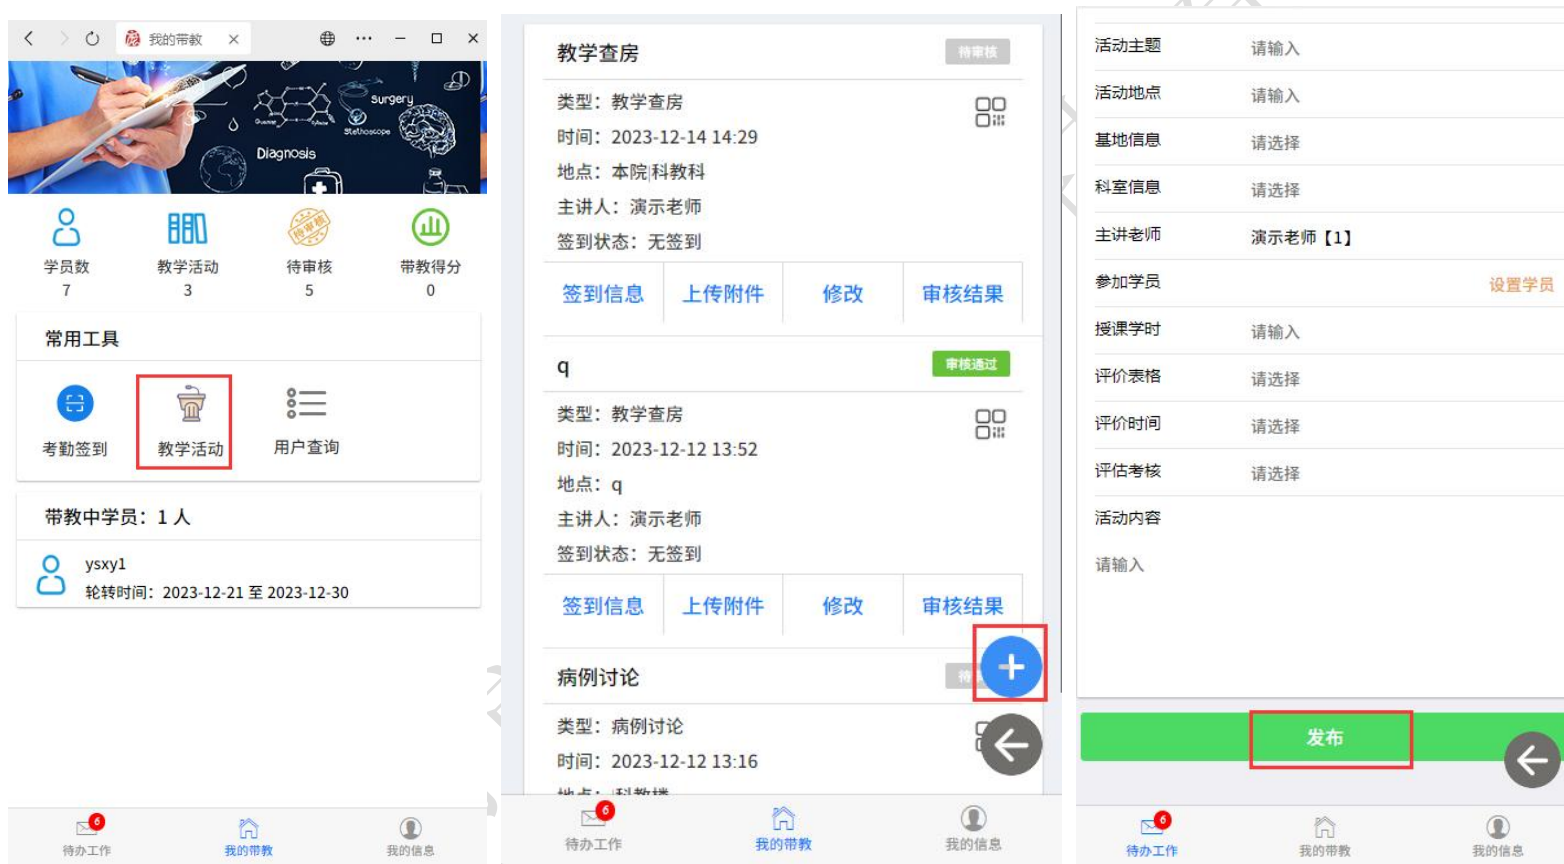 我的带教
surgery
Stethoscope
Diagnosis
学员数
7
教学活动
3
待审核
待审核
5
带教得分
0
常用工具
考勤签到
教学活动
用户查询
带教中学员：1 人
ysxy1
轮转时间：2023-12-21 至 2023-12-30
6
待办工作
我的带教
我的信息
教学查房
待审核
类型：教学查房
时间：2023-12-14 14:29
地点：本院|科教科
主讲人：演示老师
签到状态：无签到
签到信息 上传附件 修改 审核结果
q
审核通过
类型：教学查房
时间：2023-12-12 13:52
地点：q
主讲人：演示老师
签到状态：无签到
签到信息 上传附件 修改 审核结果
病例讨论
待
类型：病例讨论
时间：2023-12-12 13:16
地点：|科教楼
6
待办工作
我的带教
我的信息
活动主题 请输入
活动地点 请输入
基地信息 请选择
科室信息 请选择
主讲老师 演示老师【1】
参加学员 设置学员
授课学时 请输入
评价表格 请选择
评价时间 请选择
评估考核 请选择
活动内容
请输入
发布
6
待办工作
我的带教
我的信息